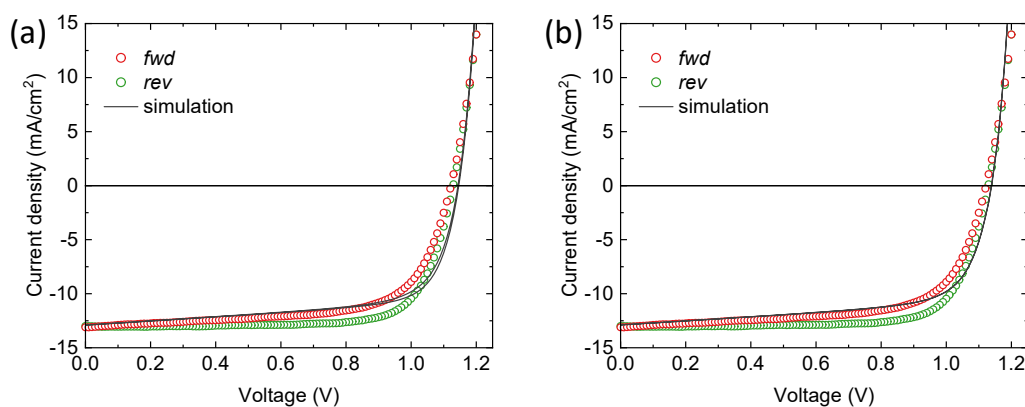 (a)
15
10
5
0
-5
-10
-15
Current density (mA/cm²)
fwd
rev
simulation
0.0 0.2 0.4 0.6 0.8 1.0 1.2
Voltage (V)
(b)
15
10
5
0
-5
-10
-15
Current density (mA/cm²)
fwd
rev
simulation
0.0 0.2 0.4 0.6 0.8 1.0 1.2
Voltage (V)